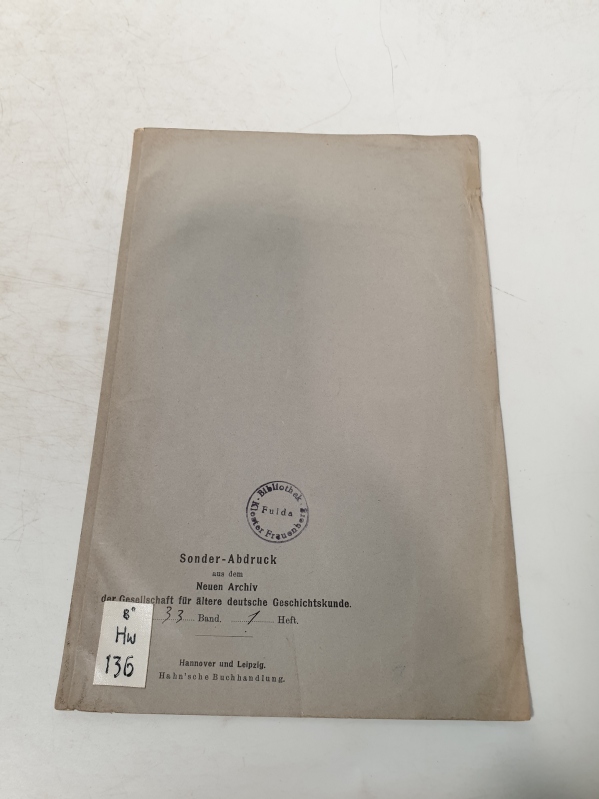 Bibliothek
Fulda
Kloster Frauenberg
Sonder-Abdruck
aus dem
Neuen Archiv
der Gesellschaft für ältere deutsche Geschichtskunde.
33 Band. 1 Heft.
Hannover und Leipzig.
Hahn'sche Buchhandlung.
B°
HW
136